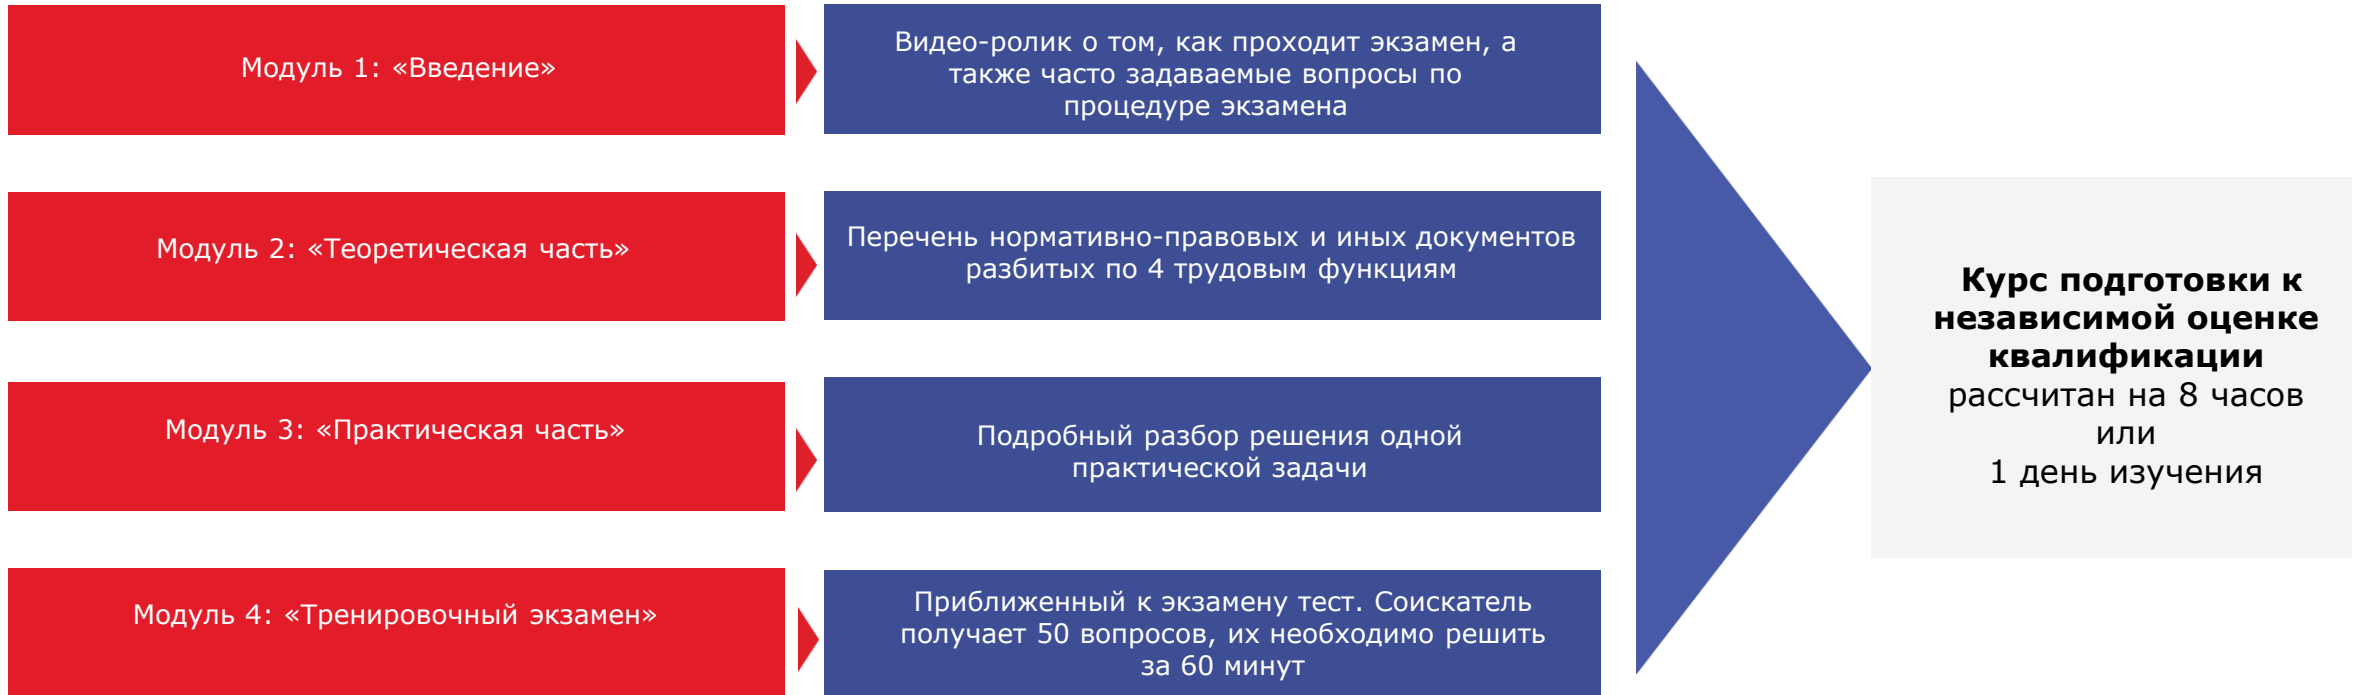 Модуль 1: «Введение»
Видео-ролик о том, как проходит экзамен, а
также часто задаваемые вопросы по
процедуре экзамена
Модуль 2: «Теоретическая часть»
Перечень нормативно-правовых и иных документов
разбитых по 4 трудовым функциям
Модуль 3: «Практическая часть»
Подробный разбор решения одной
практической задачи
Модуль 4: «Тренировочный экзамен»
Приближенный к экзамену тест. Соискатель
получает 50 вопросов, их необходимо решить
за 60 минут
Курс подготовки к
независимой оценке
квалификации
рассчитан на 8 часов
или
1 день изучения